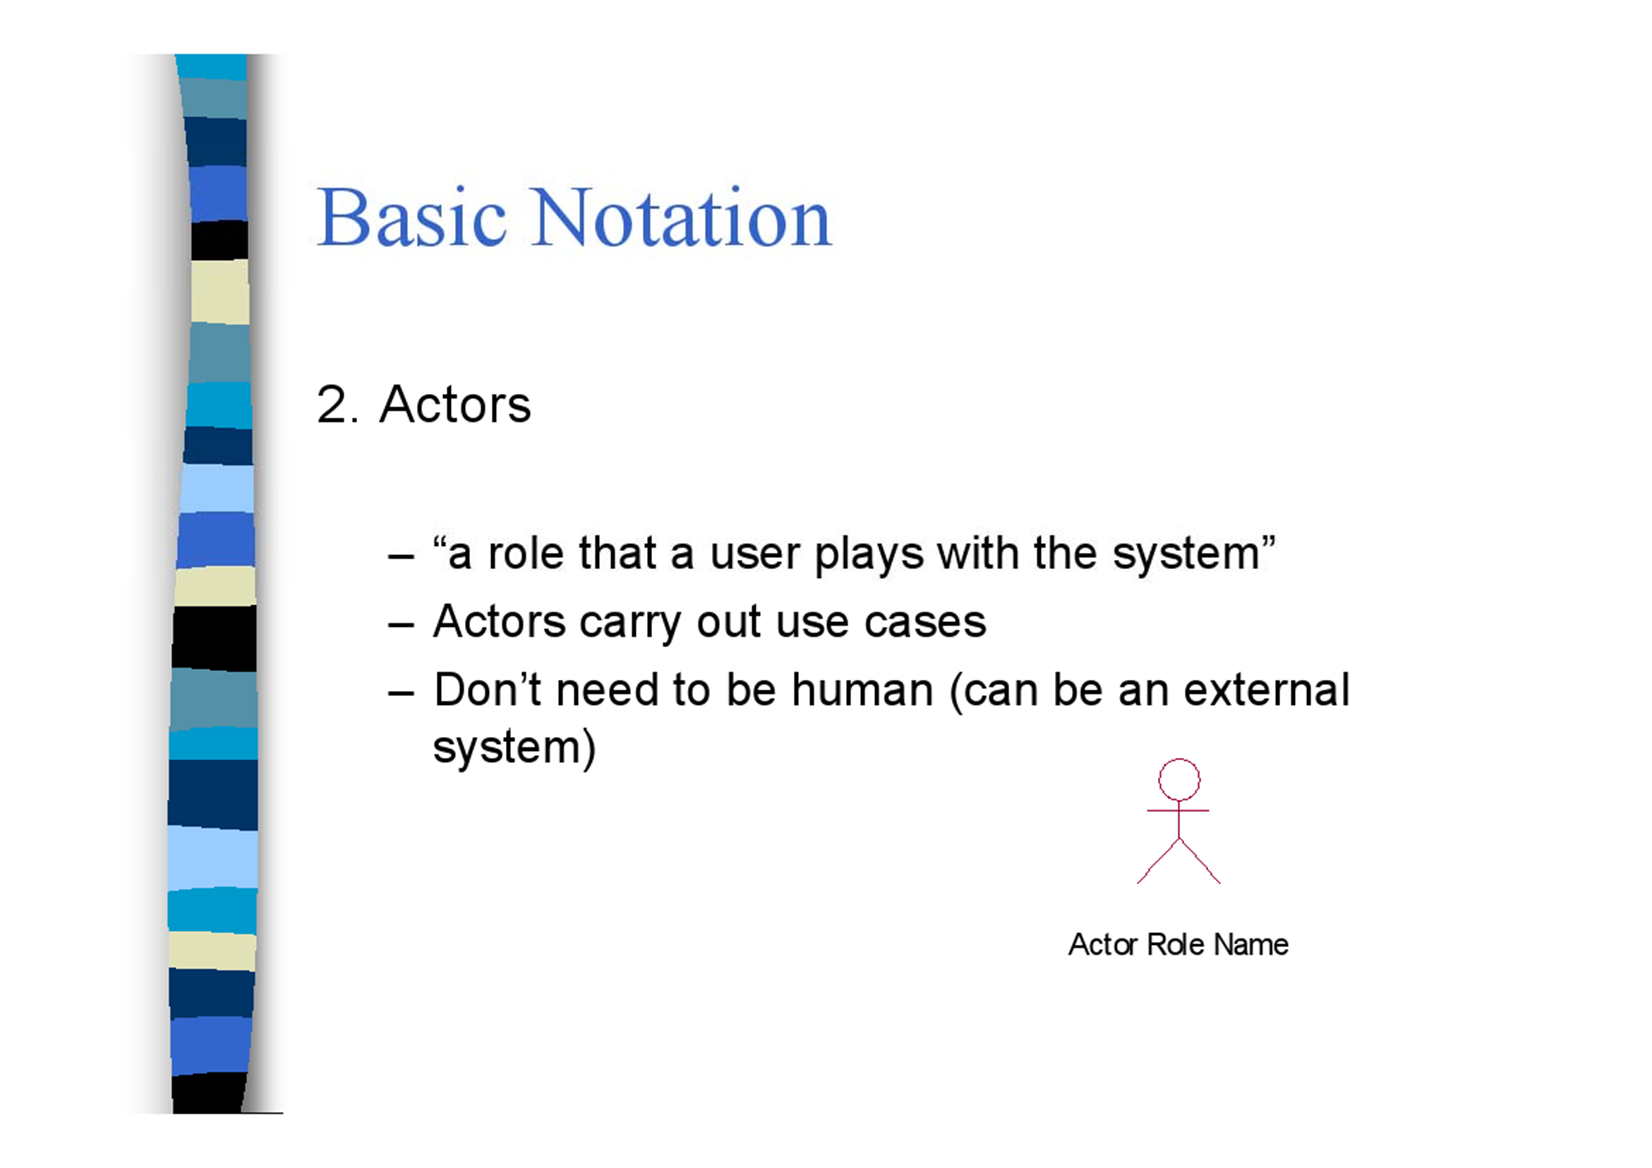 Basic Notation
2. Actors
– “a role that a user plays with the system”
– Actors carry out use cases
– Don’t need to be human (can be an external
system)
Actor Role Name